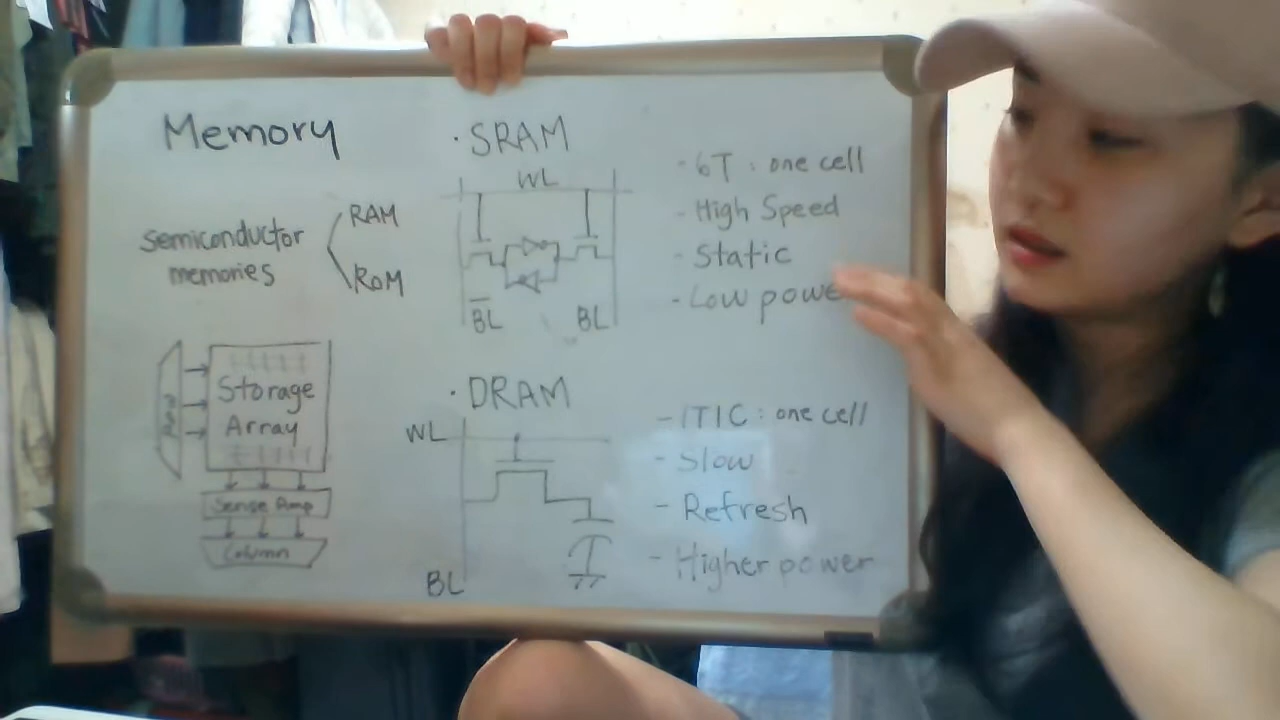 Memory
semiconductor
memories
RAM
ROM
Storage
Array
Sense Amp
Column
· SRAM
WL
BL
BL
- 6T : one cell
- High Speed
- Static
- Low power
· DRAM
WL
BL
- 1T1C : one cell
- Slow
- Refresh
- Higher power